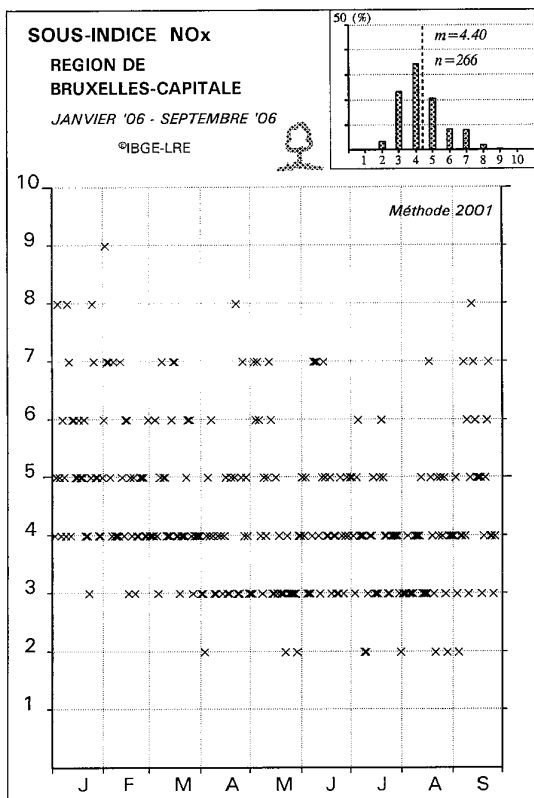 SOUS-INDICE NOx
REGION DE
BRUXELLES-CAPITALE
JANVIER '06 - SEPTEMBRE '06
©IBGE-LRE
50 (%)
m=4.40
n=266
1 2 3 4 5 6 7 8 9 10
Méthode 2001
10
9
8
7
6
5
4
3
2
1
J F M A M J J A S